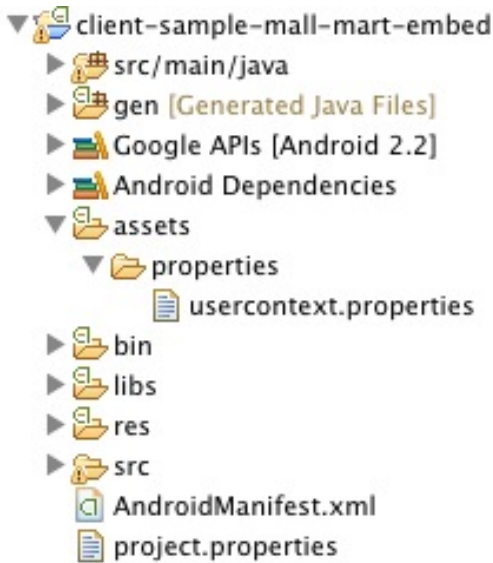 client-sample-mall-mart-embed
src/main/java
gen [Generated Java Files]
Google APIs [Android 2.2]
Android Dependencies
assets
properties
usercontext.properties
bin
libs
res
src
AndroidManifest.xml
project.properties